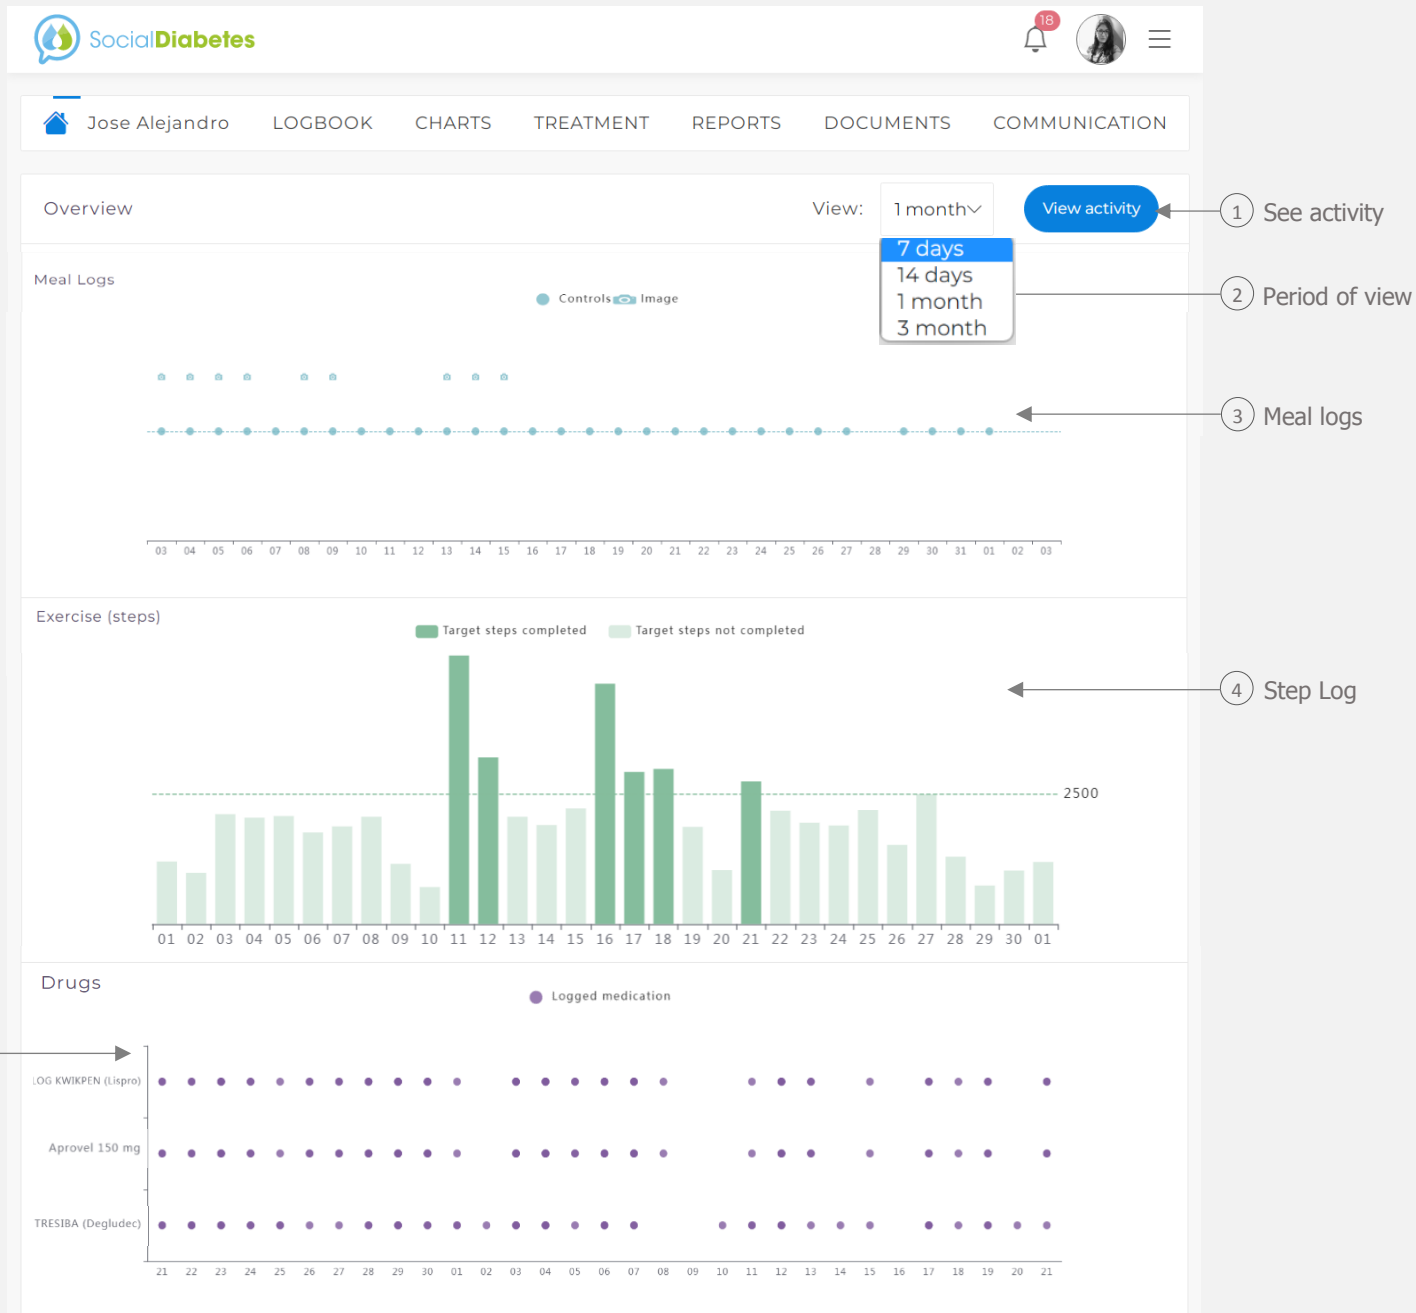 SocialDiabetes
18
Jose Alejandro LOGBOOK CHARTS TREATMENT REPORTS DOCUMENTS COMMUNICATION
Overview View: 1 month View activity
1 See activity
7 days
14 days
1 month
3 month
2 Period of view
Meal Logs
Controls Image
3 Meal logs
03 04 05 06 07 08 09 10 11 12 13 14 15 16 17 18 19 20 21 22 23 24 25 26 27 28 29 30 31 01 02 03
Exercise (steps)
Target steps completed Target steps not completed
4 Step Log
2500
01 02 03 04 05 06 07 08 09 10 11 12 13 14 15 16 17 18 19 20 21 22 23 24 25 26 27 28 29 30 01
Drugs
Logged medication
LOG KWIKPEN (Lispro)
Aprovel 150 mg
TRESIBA (Degludec)
21 22 23 24 25 26 27 28 29 30 01 02 03 04 05 06 07 08 09 10 11 12 13 14 15 16 17 18 19 20 21